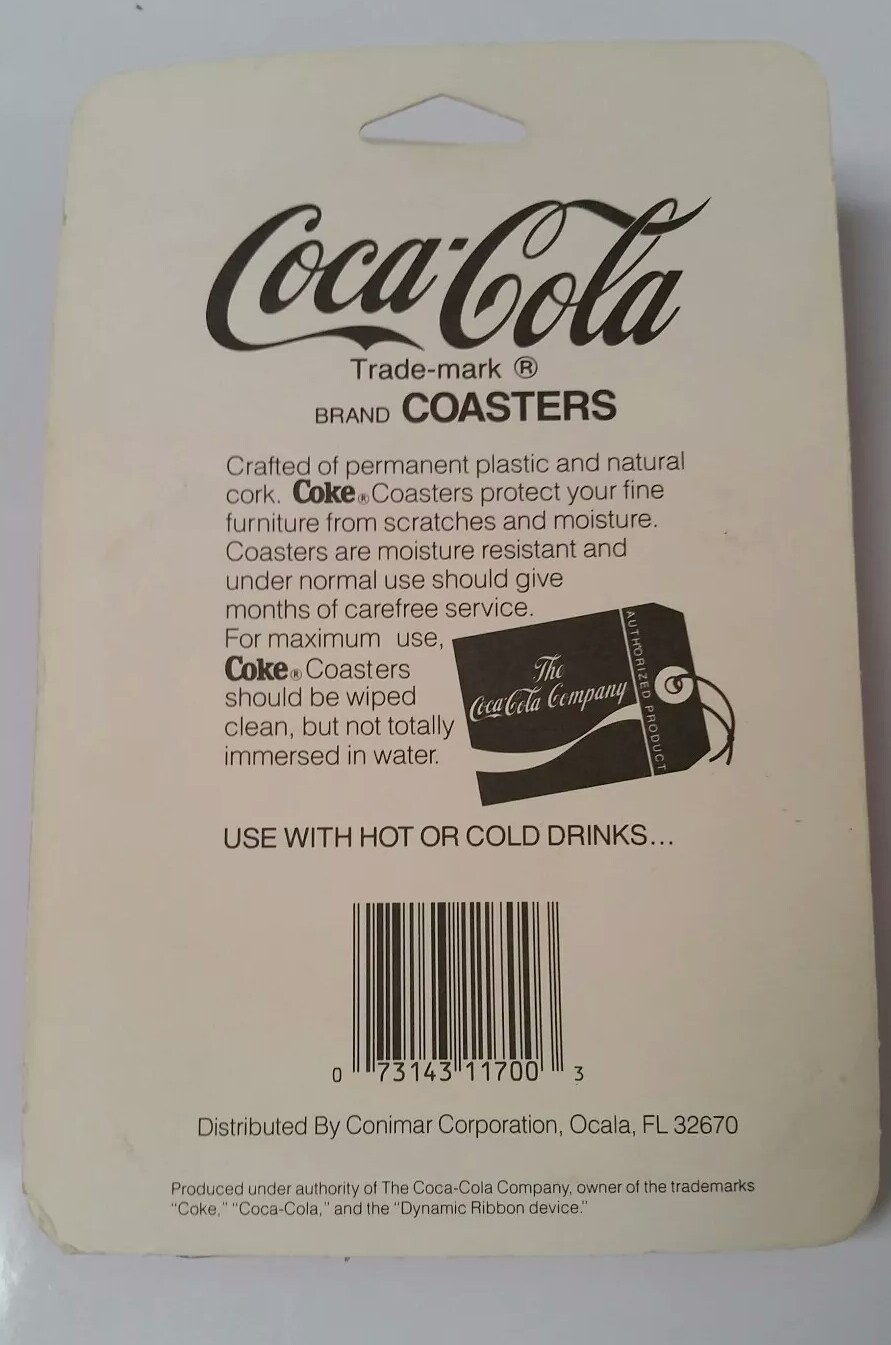 Coca-Cola
Trade-mark ®
BRAND COASTERS
Crafted of permanent plastic and natural
cork. Coke® Coasters protect your fine
furniture from scratches and moisture.
Coasters are moisture resistant and
under normal use should give
months of carefree service.
For maximum use,
Coke® Coasters
should be wiped
clean, but not totally
immersed in water.
The
Coca-Cola Company
AUTHORIZED PRODUCT
USE WITH HOT OR COLD DRINKS...
0 73143 11700 3
Distributed By Conimar Corporation, Ocala, FL 32670
Produced under authority of The Coca-Cola Company, owner of the trademarks
"Coke," "Coca-Cola," and the "Dynamic Ribbon device."